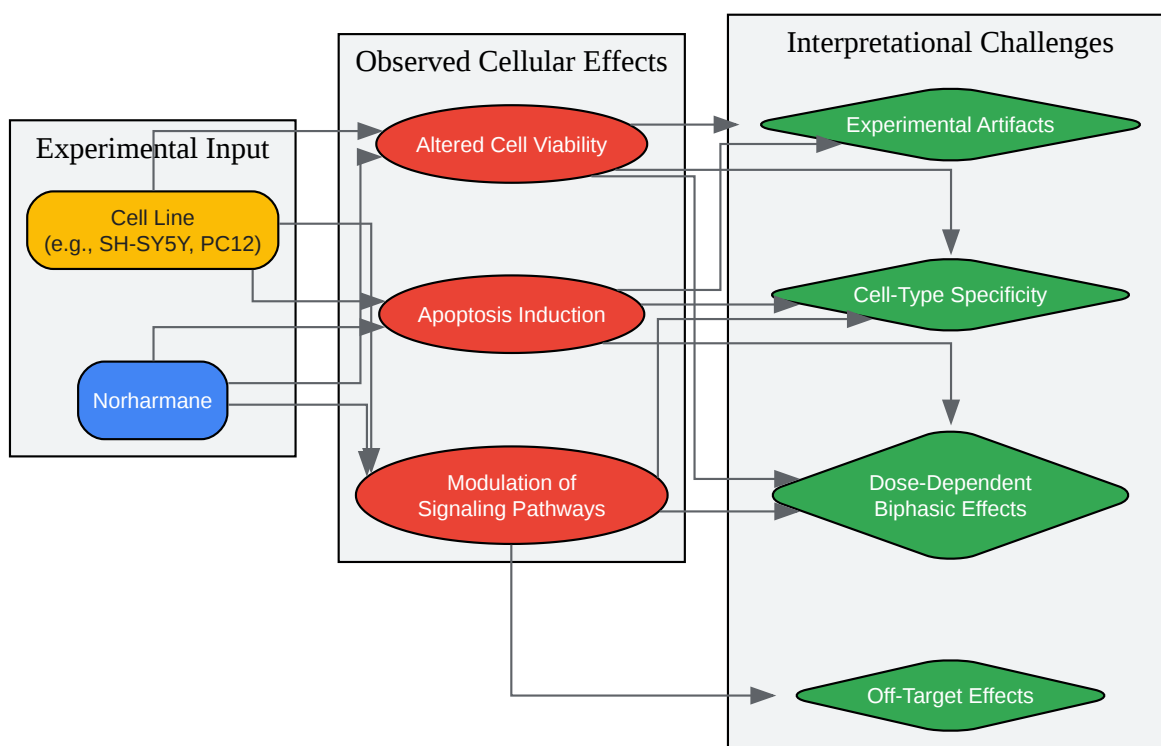 Experimental Input
Cell Line
(e.g., SH-SY5Y, PC12)
Norharmane
Observed Cellular Effects
Altered Cell Viability
Apoptosis Induction
Modulation of
Signaling Pathways
Interpretational Challenges
Experimental Artifacts
Cell-Type Specificity
Dose-Dependent
Biphasic Effects
Off-Target Effects